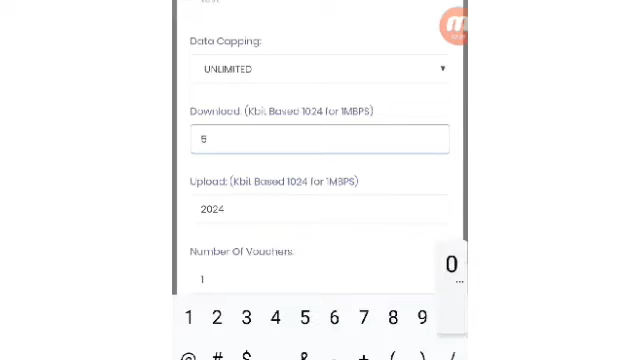 Data Capping:
UNLIMITED
Download: (Kbit Based 1024 for 1MBPS)
5
Upload: (Kbit Based 1024 for 1MBPS)
2024
Number Of Vouchers:
1
0
...
1 2 3 4 5 6 7 8 9
@ # $ & - + ( ) /